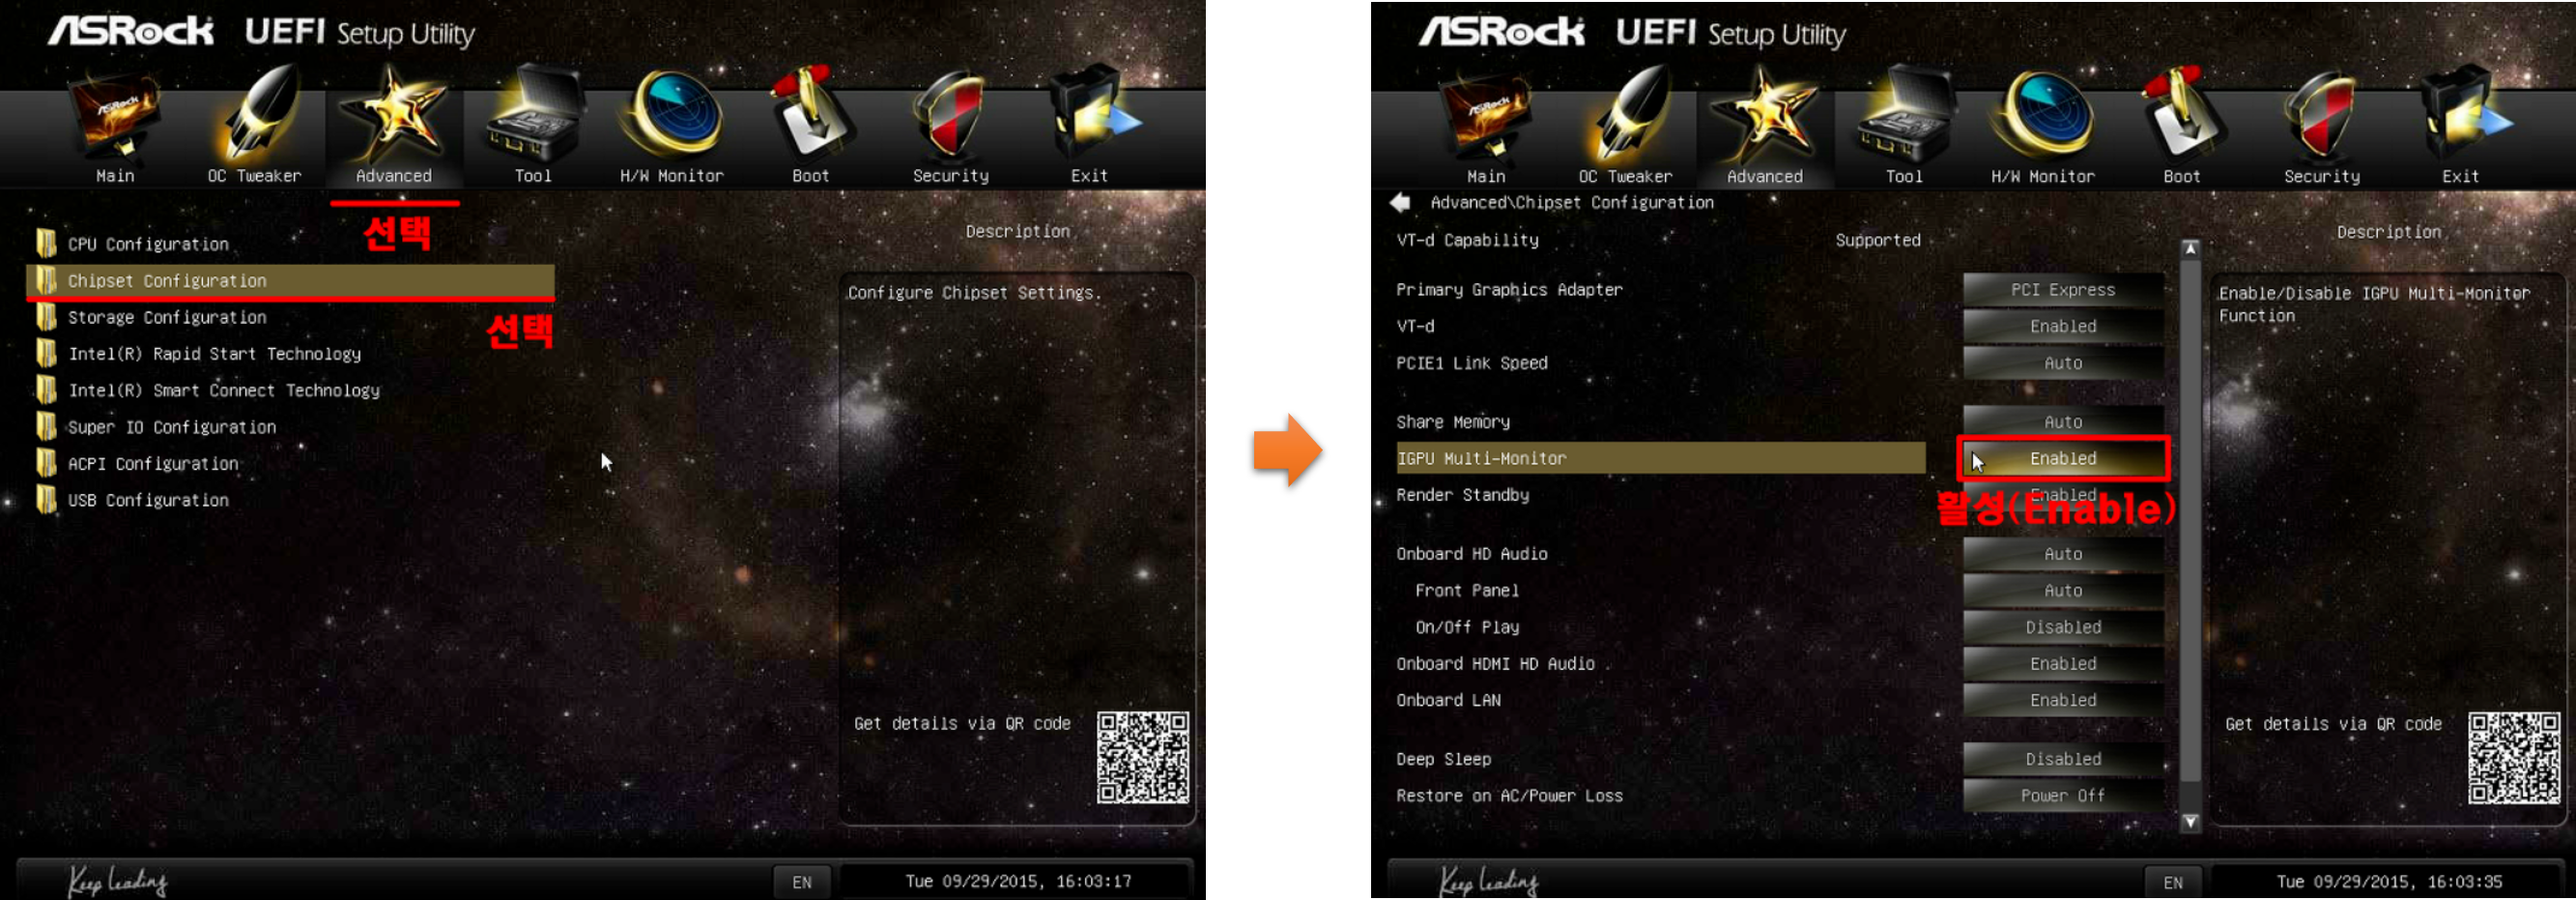 ASRock UEFI Setup Utility
Main OC Tweaker Advanced Tool H/W Monitor Boot Security Exit
선택
CPU Configuration
Chipset Configuration
선택
Storage Configuration
Intel(R) Rapid Start Technology
Intel(R) Smart Connect Technology
Super IO Configuration
ACPI Configuration
USB Configuration
Description
Configure Chipset Settings.
Get details via QR code
Keep Leading
EN
Tue 09/29/2015, 16:03:17
ASRock UEFI Setup Utility
Main OC Tweaker Advanced Tool H/W Monitor Boot Security Exit
Advanced\Chipset Configuration
VT-d Capability Supported
Primary Graphics Adapter PCI Express
VT-d Enabled
PCIE1 Link Speed Auto
Share Memory Auto
IGPU Multi-Monitor Enabled
Render Standby Enabled
활성(Enable)
Onboard HD Audio Auto
Front Panel Auto
On/Off Play Disabled
Onboard HDMI HD Audio Enabled
Onboard LAN Enabled
Deep Sleep Disabled
Restore on AC/Power Loss Power Off
Description
Enable/Disable IGPU Multi-Monitor
Function
Get details via QR code
Keep Leading
EN
Tue 09/29/2015, 16:03:35